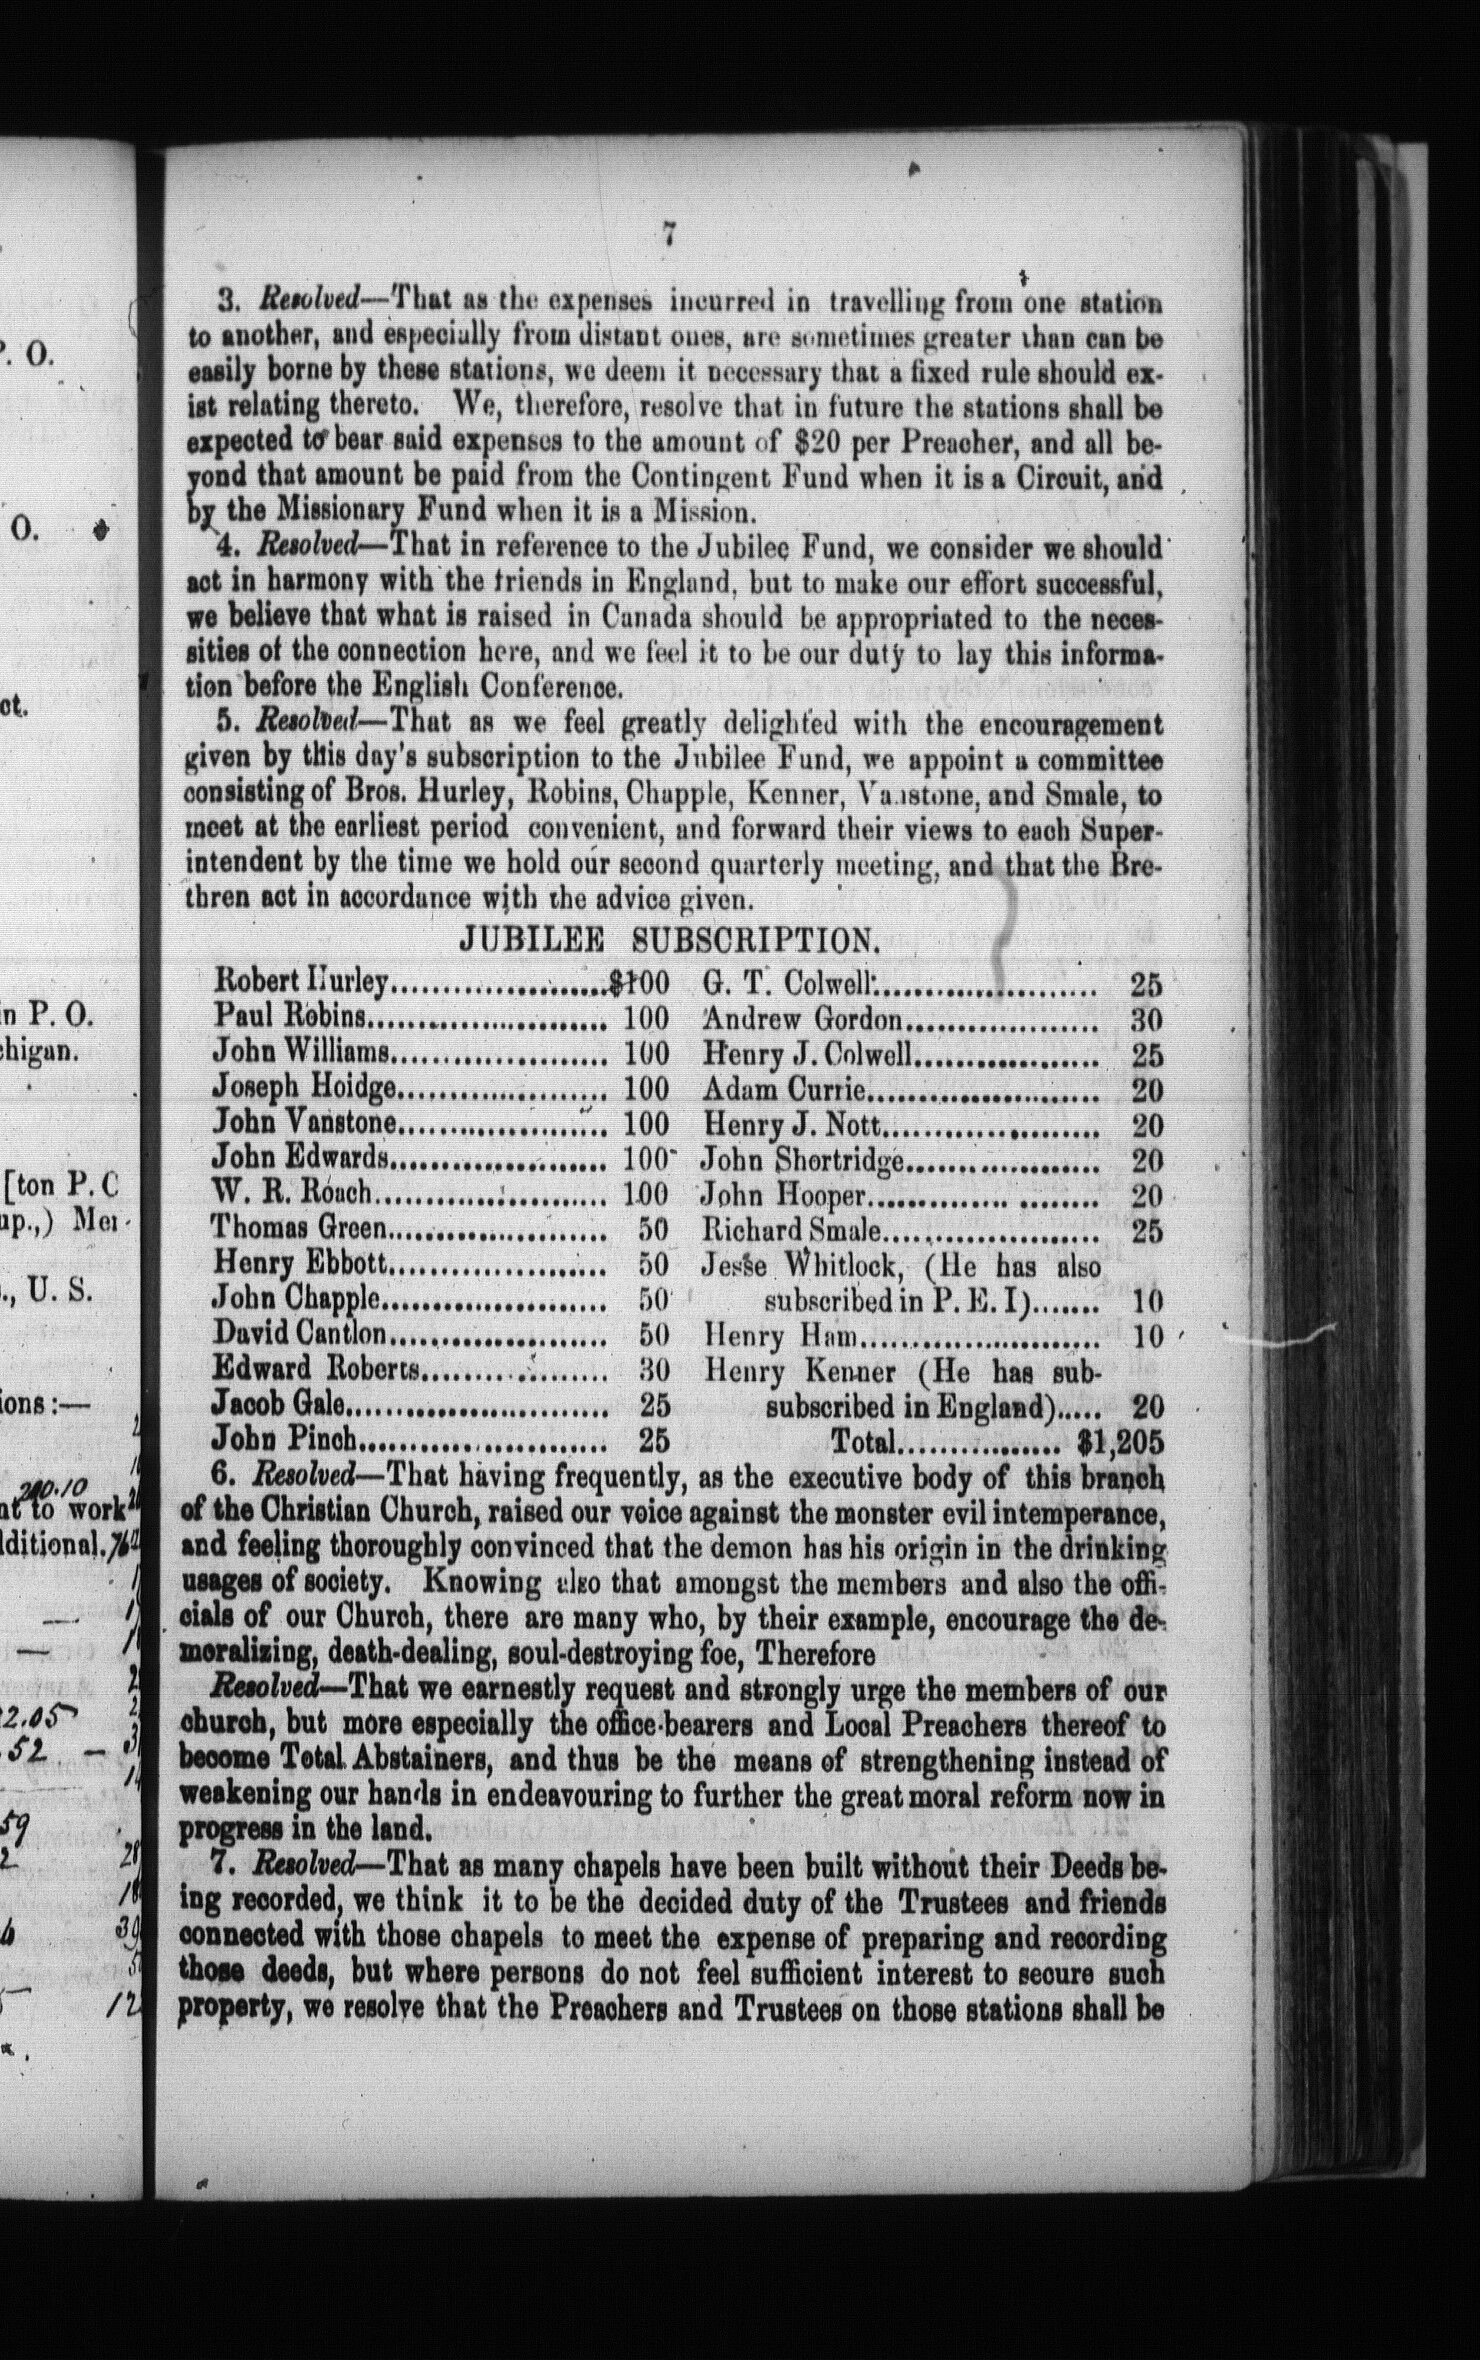 P. O.
O.
ct.
in P. O.
chigan.
[ton P. C
up.,) Mer
., U. S.
ions :—
200.10
nt to work
lditional.
2.05
.52 —
59
2
7
3. Resolved—That as the expenses incurred in travelling from one station
to another, and especially from distant ones, are sometimes greater than can be
easily borne by these stations, we deem it necessary that a fixed rule should ex-
ist relating thereto. We, therefore, resolve that in future the stations shall be
expected to bear said expenses to the amount of $20 per Preacher, and all be-
yond that amount be paid from the Contingent Fund when it is a Circuit, and
by the Missionary Fund when it is a Mission.
4. Resolved—That in reference to the Jubilee Fund, we consider we should
act in harmony with the friends in England, but to make our effort successful,
we believe that what is raised in Canada should be appropriated to the neces-
sities of the connection here, and we feel it to be our duty to lay this informa-
tion before the English Conference.
5. Resolved—That as we feel greatly delighted with the encouragement
given by this day's subscription to the Jubilee Fund, we appoint a committee
consisting of Bros. Hurley, Robins, Chapple, Kenner, Vanstone, and Smale, to
meet at the earliest period convenient, and forward their views to each Super-
intendent by the time we hold our second quarterly meeting, and that the Bre-
thren act in accordance with the advice given.
JUBILEE SUBSCRIPTION.
Robert Hurley.....................$100 G. T. Colwell...................... 25
Paul Robins........................ 100 Andrew Gordon................... 30
John Williams..................... 100 Henry J. Colwell.................. 25
Joseph Hoidge..................... 100 Adam Currie....................... 20
John Vanstone..................... 100 Henry J. Nott..................... 20
John Edwards...................... 100 John Shortridge................... 20
W. R. Roach....................... 100 John Hooper....................... 20
Thomas Green...................... 50 Richard Smale..................... 25
Henry Ebbott...................... 50 Jesse Whitlock, (He has also
John Chapple...................... 50 subscribed in P. E. I)....... 10
David Cantlon..................... 50 Henry Ham........................ 10
Edward Roberts.................. 30 Henry Kenner (He has sub-
Jacob Gale.......................... 25 subscribed in England)..... 20
John Pinch........................ 25 Total................ $1,205
6. Resolved—That having frequently, as the executive body of this branch
of the Christian Church, raised our voice against the monster evil intemperance,
and feeling thoroughly convinced that the demon has his origin in the drinking
usages of society. Knowing also that amongst the members and also the offi-
cials of our Church, there are many who, by their example, encourage the de-
moralizing, death-dealing, soul-destroying foe, Therefore
Resolved—That we earnestly request and strongly urge the members of our
church, but more especially the office-bearers and Local Preachers thereof to
become Total Abstainers, and thus be the means of strengthening instead of
weakening our hands in endeavouring to further the great moral reform now in
progress in the land.
7. Resolved—That as many chapels have been built without their Deeds be-
ing recorded, we think it to be the decided duty of the Trustees and friends
connected with those chapels to meet the expense of preparing and recording
those deeds, but where persons do not feel sufficient interest to secure such
property, we resolve that the Preachers and Trustees on those stations shall be